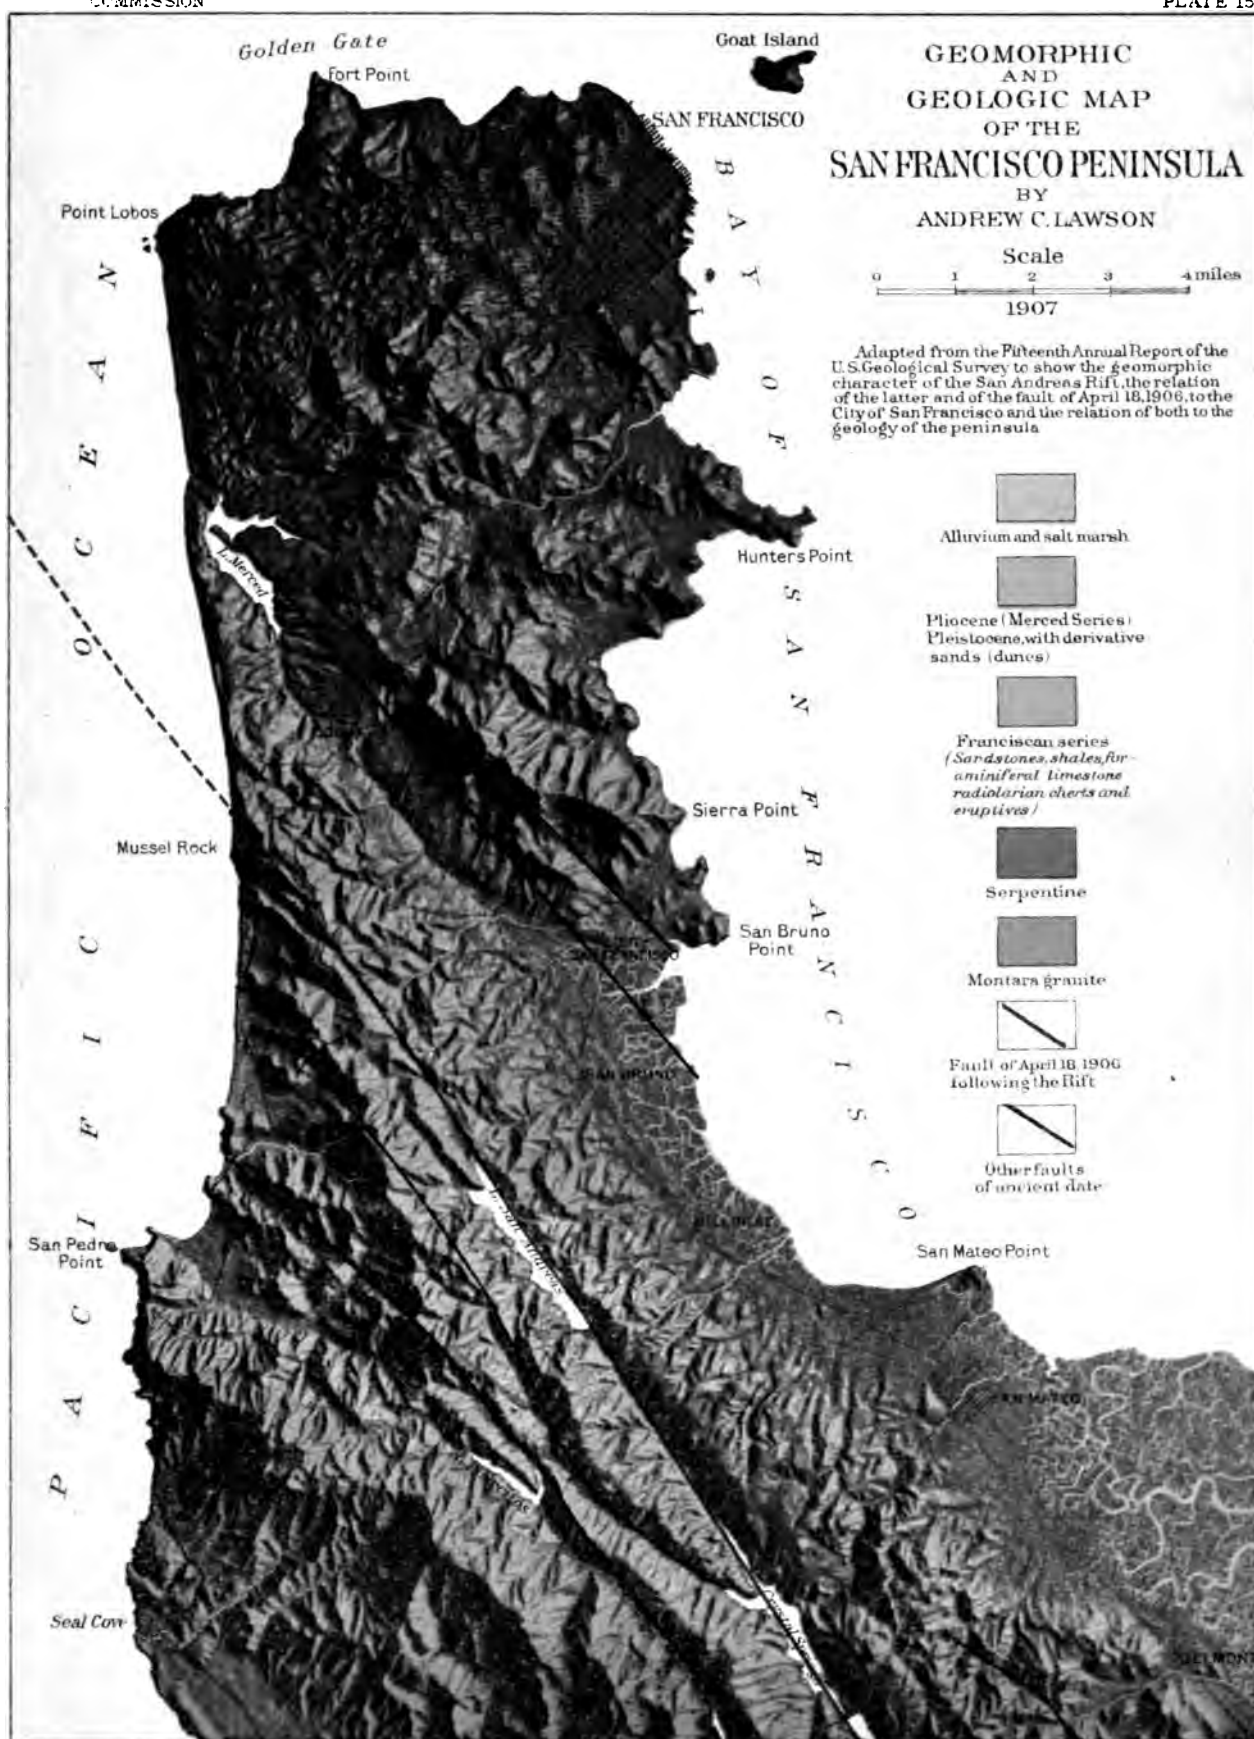 COMMISSION
PLATE 15
Golden Gate
Fort Point
Goat Island
SAN FRANCISCO
Point Lobos
GEOMORPHIC
AND
GEOLOGIC MAP
OF THE
SAN FRANCISCO PENINSULA
BY
ANDREW C. LAWSON
Scale
0 1 2 3 4 miles
1907
Adapted from the Fifteenth Annual Report of the
U.S. Geological Survey to show the geomorphic
character of the San Andreas Rift, the relation
of the latter and of the fault of April 18, 1906, to the
City of San Francisco and the relation of both to the
geology of the peninsula
Alluvium and salt marsh
Pliocene (Merced Series)
Pleistocene, with derivative
sands (dunes)
Franciscan series
(Sandstones, shales, for-
aminiferal limestone
radiolarian cherts and
eruptives)
Serpentine
Montara granite
Fault of April 18, 1906
following the Rift
Other faults
of ancient date
BAY OF SAN FRANCISCO
PACIFIC OCEAN
L. Merced
Hunters Point
Sierra Point
Mussel Rock
San Bruno
Point
SAN FRANCISCO
SAN BRUNO
L. San Andreas
San Pedro
Point
San Mateo Point
SAN MATEO
Seal Cove
BELMONT